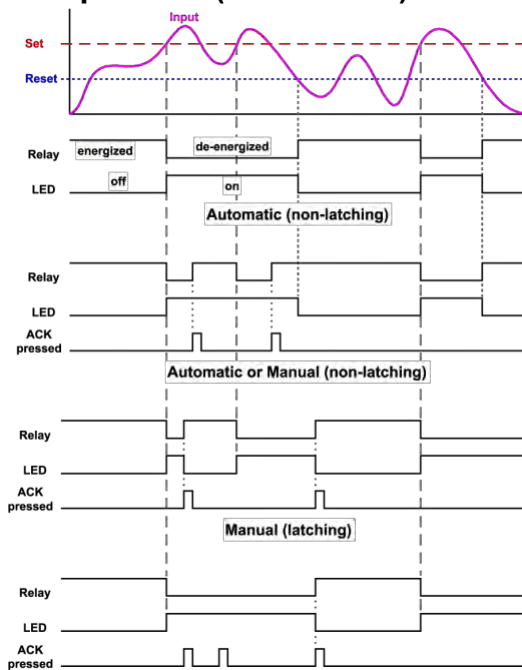 Input
Set
Reset
energized
de-energized
Relay
off
on
LED
Automatic (non-latching)
Relay
LED
ACK
pressed
Automatic or Manual (non-latching)
Relay
LED
ACK
pressed
Manual (latching)
Relay
LED
ACK
pressed